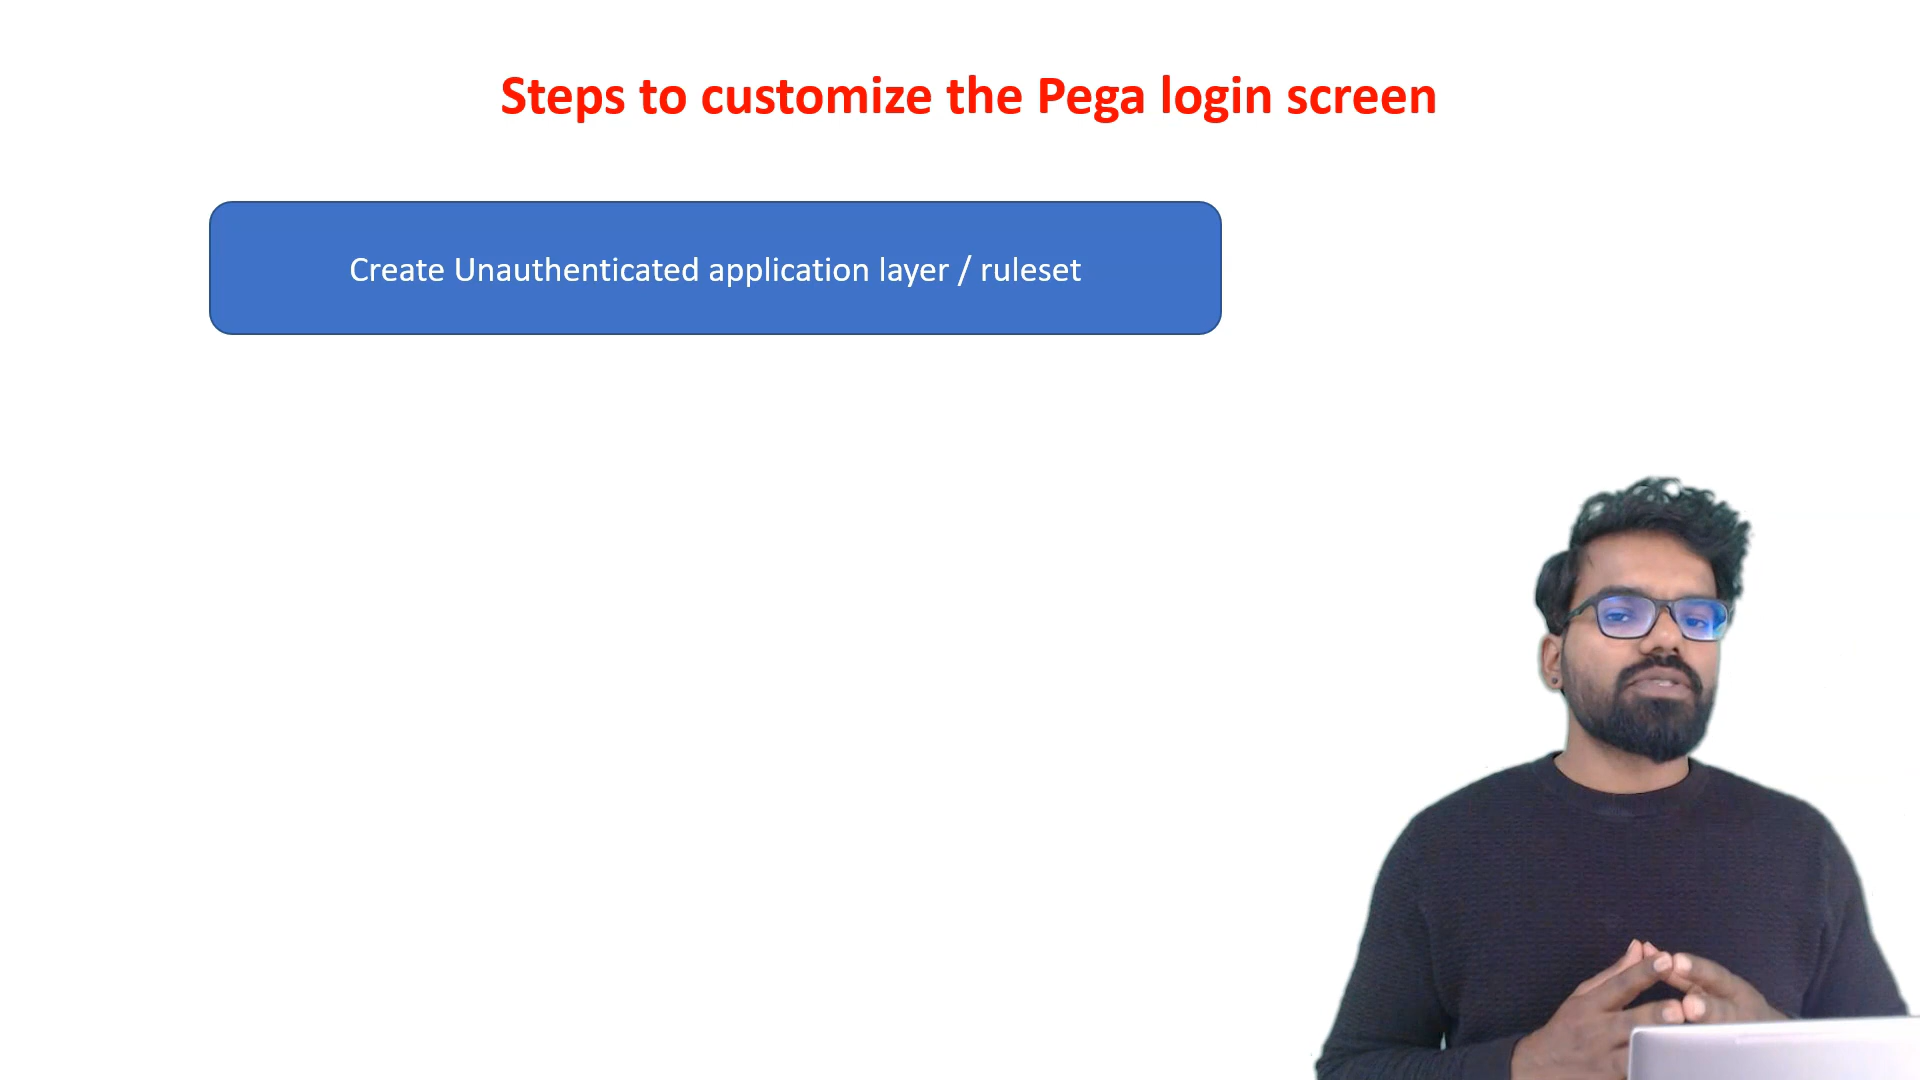 Steps to customize the Pega login screen
Create Unauthenticated application layer / ruleset